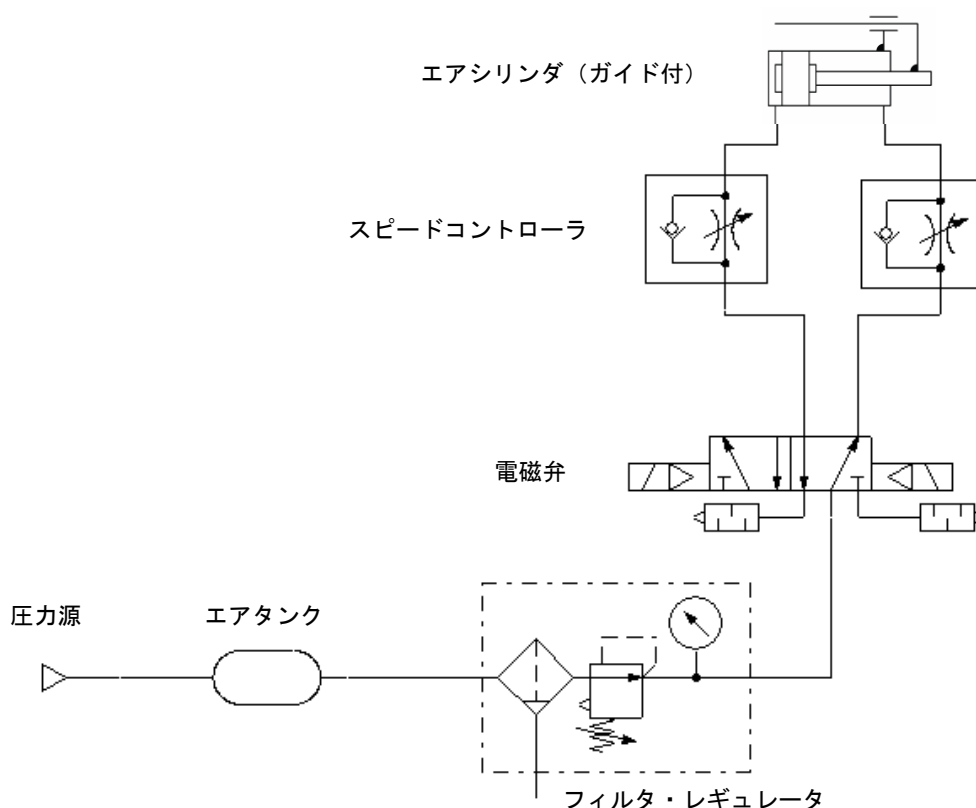 エアシリンダ（ガイド付）
スピードコントローラ
電磁弁
圧力源
エアタンク
フィルタ・レギュレータ